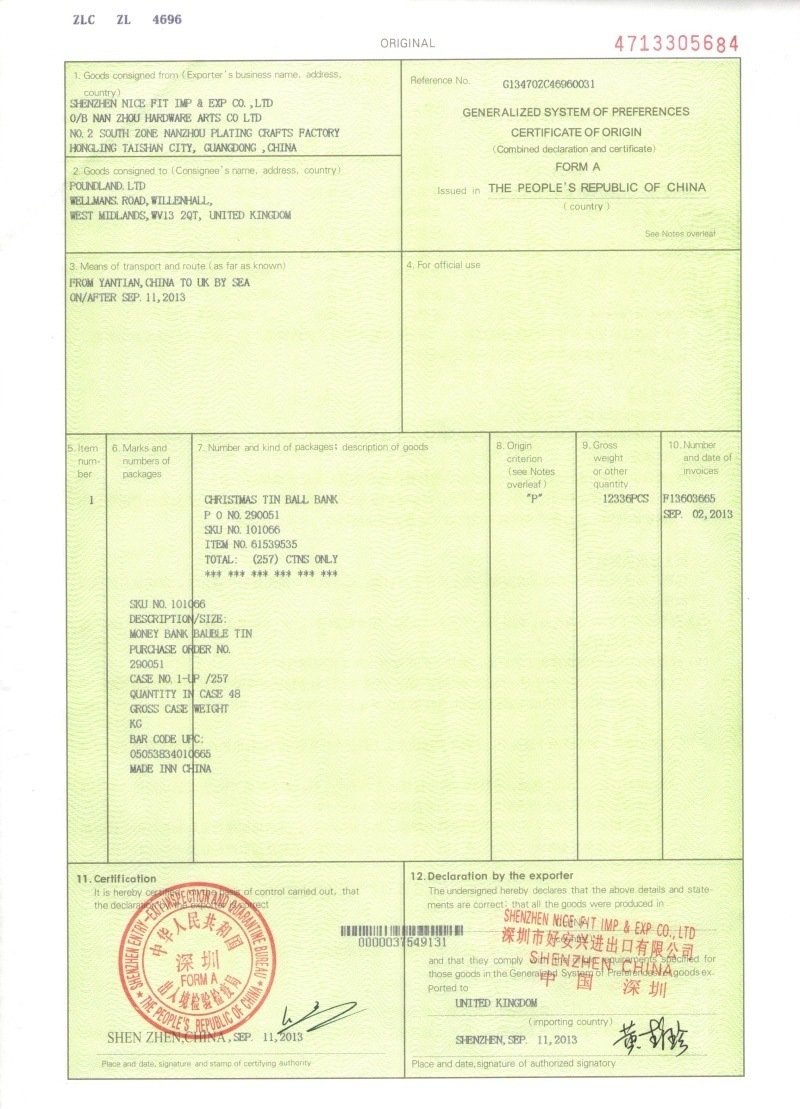 ZLC ZL 4696
ORIGINAL
4713305684
1. Goods consigned from (Exporter's business name, address, country)
SHENZHEN NICE FIT IMP & EXP CO.,LTD
O/B NAN ZHOU HARDWARE ARTS CO LTD
NO.2 SOUTH ZONE NANZHOU PLATING CRAFTS FACTORY
HONGLING TAISHAN CITY, GUANGDONG ,CHINA
Reference No. G134702C46960031
GENERALIZED SYSTEM OF PREFERENCES
CERTIFICATE OF ORIGIN
(Combined declaration and certificate)
FORM A
Issued in THE PEOPLE'S REPUBLIC OF CHINA
(country)
See Notes overleaf
2. Goods consigned to (Consignee's name, address, country)
POUNDLAND.LTD
WELLMANS.ROAD,WILLENHALL,
WEST MIDLANDS,WV13 2QT, UNITED KINGDOM
3. Means of transport and route (as far as known)
FROM YANTIAN,CHINA TO UK BY SEA
ON/AFTER SEP.11,2013
4. For official use
5. Item num-ber
6. Marks and numbers of packages
7. Number and kind of packages; description of goods
8. Origin criterion (see Notes overleaf)
9. Gross weight or other quantity
10. Number and date of invoices
1
CHRISTMAS TIN BALL BANK
P O NO.290051
SKU NO.101066
ITEM NO.61539535
TOTAL: (257) CTNS ONLY
*** *** *** *** *** ***
"P"
12336PCS
F13603665
SEP. 02,2013
SKU NO.101066
DESCRIPTION/SIZE:
MONEY BANK BAUBLE TIN
PURCHASE ORDER NO.
290051
CASE NO.1-UP /257
QUANTITY IN CASE 48
GROSS CASE WEIGHT
KG
BAR CODE UPC:
05053834010665
MADE INN CHINA
11. Certification
It is hereby certified, on the basis of control carried out, that
the declaration by the exporter is correct
SHENZHEN ENTRY-EXIT INSPECTION AND QUARANTINE BUREAU
中华人民共和国
深圳
FORM A
出入境检验检疫局
THE PEOPLE'S REPUBLIC OF CHINA
0000037549131
SHEN ZHEN,CHINA,SEP. 11,2013
Place and date, signature and stamp of certifying authority
12. Declaration by the exporter
The undersigned hereby declares that the above details and state-
ments are correct; that all the goods were produced in
SHENZHEN NICE FIT IMP & EXP CO., LTD
深圳市好安兴进出口有限公司
SHENZHEN, CHINA
中国 深圳
and that they comply with the origin requirements specified for
those goods in the Generalized System of Preferences for goods ex-
Ported to
UNITED KINGDOM
(importing country)
SHENZHEN, SEP. 11,2013
Place and date, signature of authorized signatory